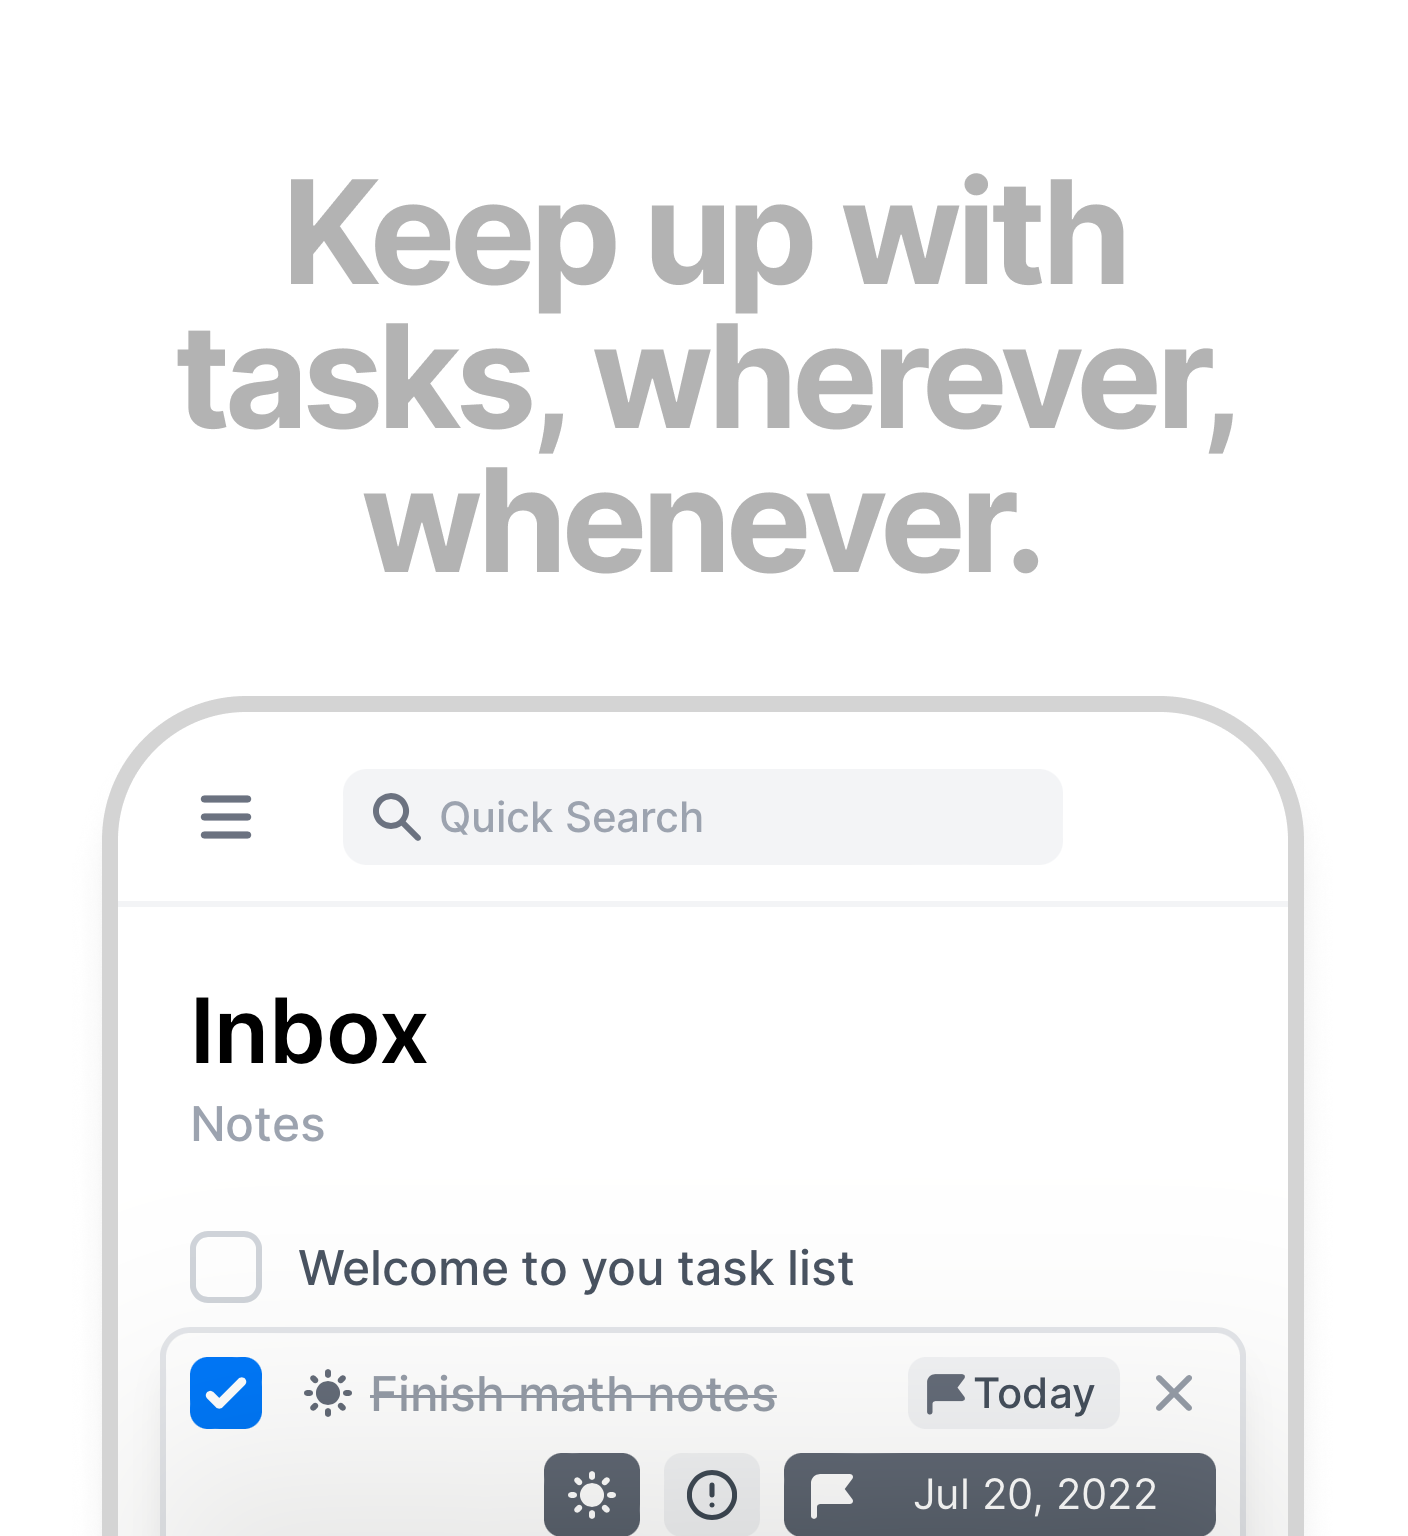 Keep up with
tasks, wherever,
whenever.
Quick Search
Inbox
Notes
Welcome to you task list
Finish math notes
Today
Jul 20, 2022